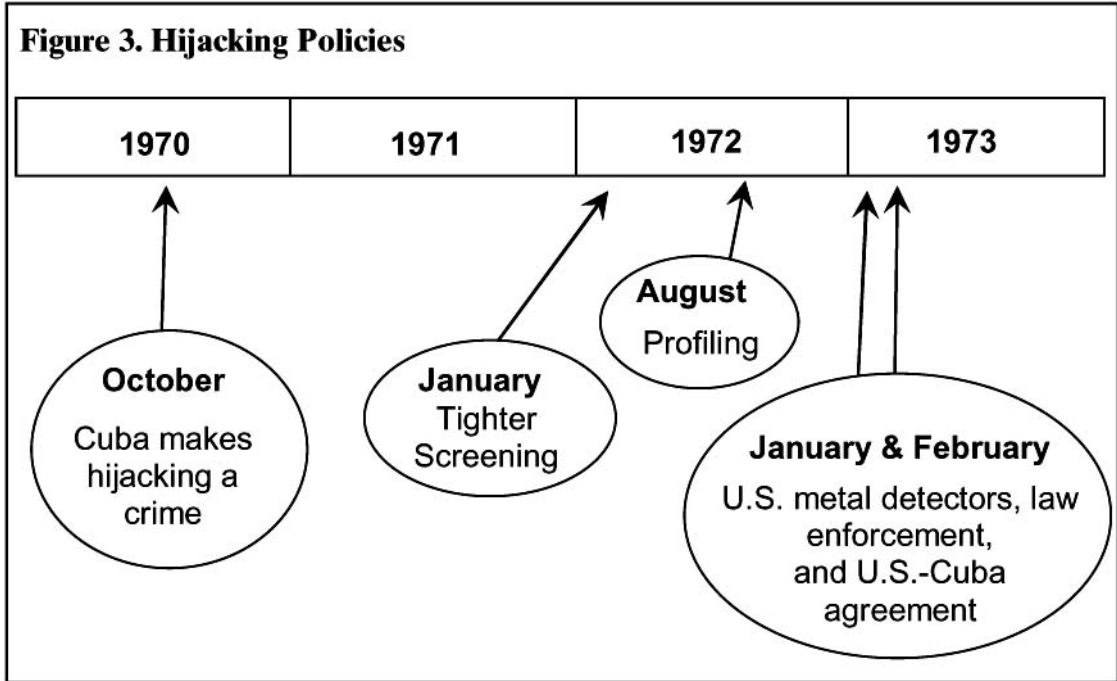 Figure 3. Hijacking Policies
1970 1971 1972 1973
October
Cuba makes
hijacking a
crime
January
Tighter
Screening
August
Profiling
January & February
U.S. metal detectors, law
enforcement,
and U.S.-Cuba
agreement